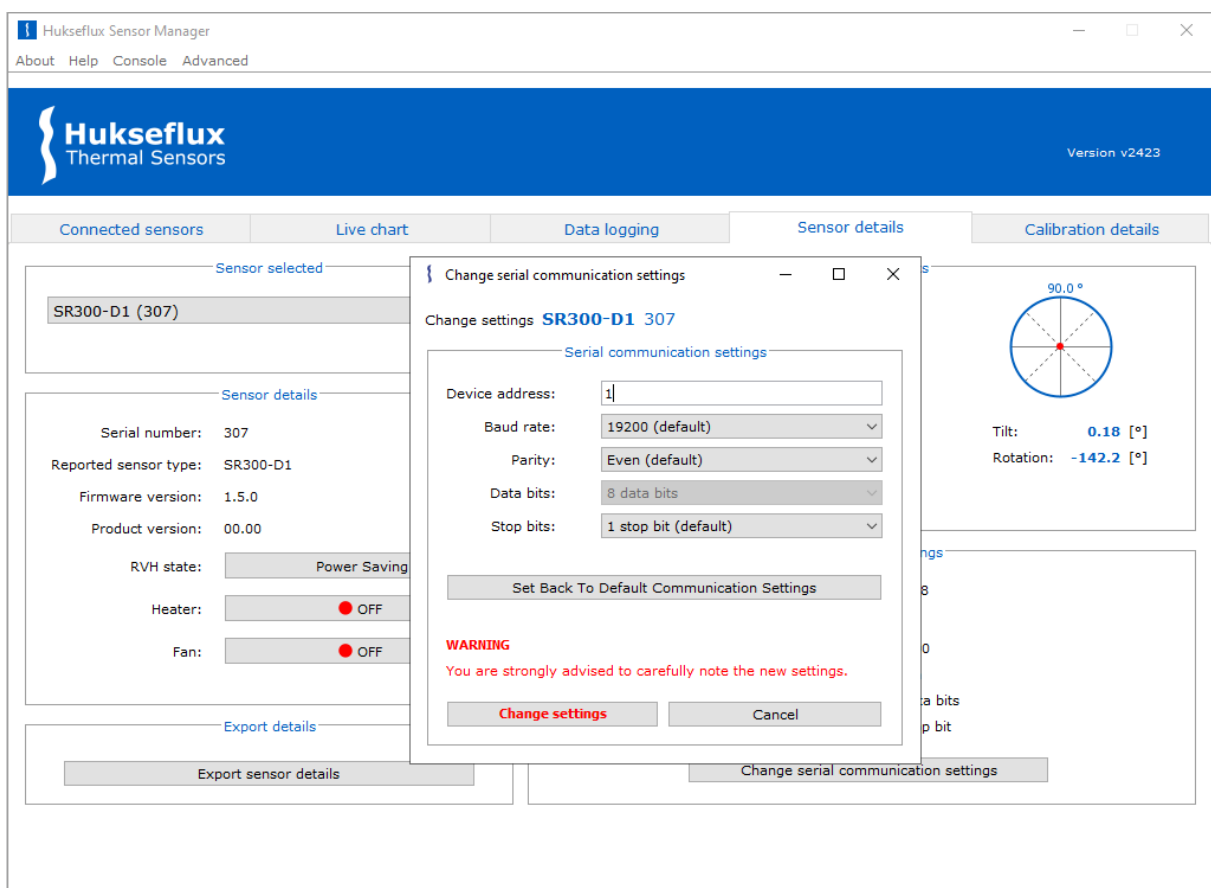 Hukseflux Sensor Manager
About Help Console Advanced
Hukseflux
Thermal Sensors
Version v2423
Connected sensors
Live chart
Data logging
Sensor details
Calibration details
Sensor selected
SR300-D1 (307)
Sensor details
Serial number: 307
Reported sensor type: SR300-D1
Firmware version: 1.5.0
Product version: 00.00
RVH state: Power Saving
Heater: OFF
Fan: OFF
Export details
Export sensor details
Change serial communication settings
Change settings SR300-D1 307
Serial communication settings
Device address: 1
Baud rate: 19200 (default)
Parity: Even (default)
Data bits: 8 data bits
Stop bits: 1 stop bit (default)
Set Back To Default Communication Settings
WARNING
You are strongly advised to carefully note the new settings.
Change settings
Cancel
90.0 °
Tilt: 0.18 [°]
Rotation: -142.2 [°]
bits
bit
Change serial communication settings